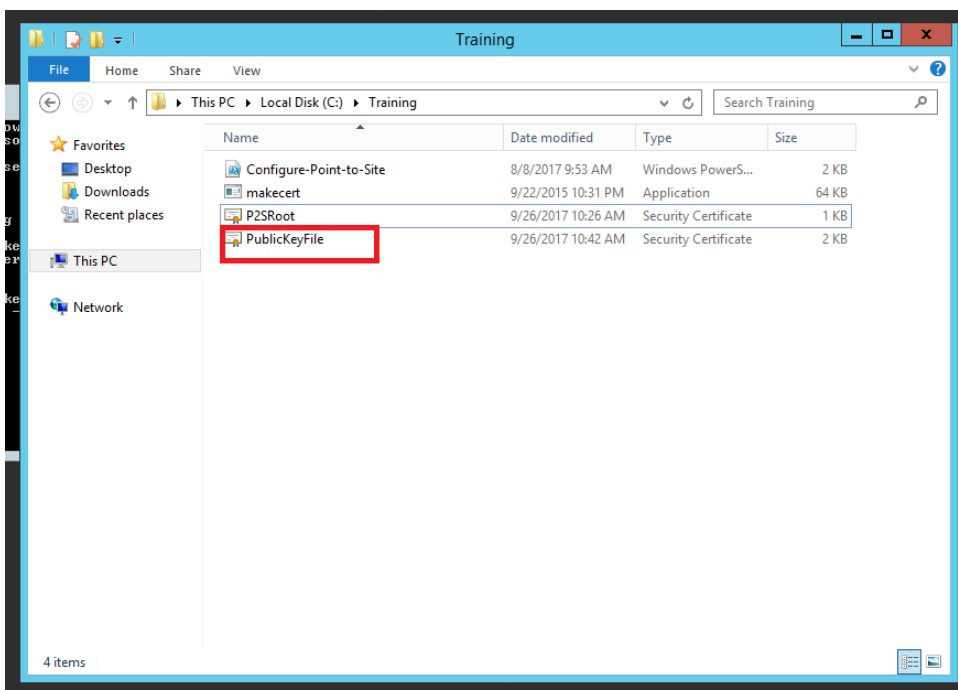 Training
File Home Share View
This PC Local Disk (C:) Training Search Training
Name Date modified Type Size
Favorites
Desktop
Downloads
Recent places
This PC
Network
Configure-Point-to-Site 8/8/2017 9:53 AM Windows PowerS... 2 KB
makecert 9/22/2015 10:31 PM Application 64 KB
P2SRoot 9/26/2017 10:26 AM Security Certificate 1 KB
PublicKeyFile 9/26/2017 10:42 AM Security Certificate 2 KB
4 items